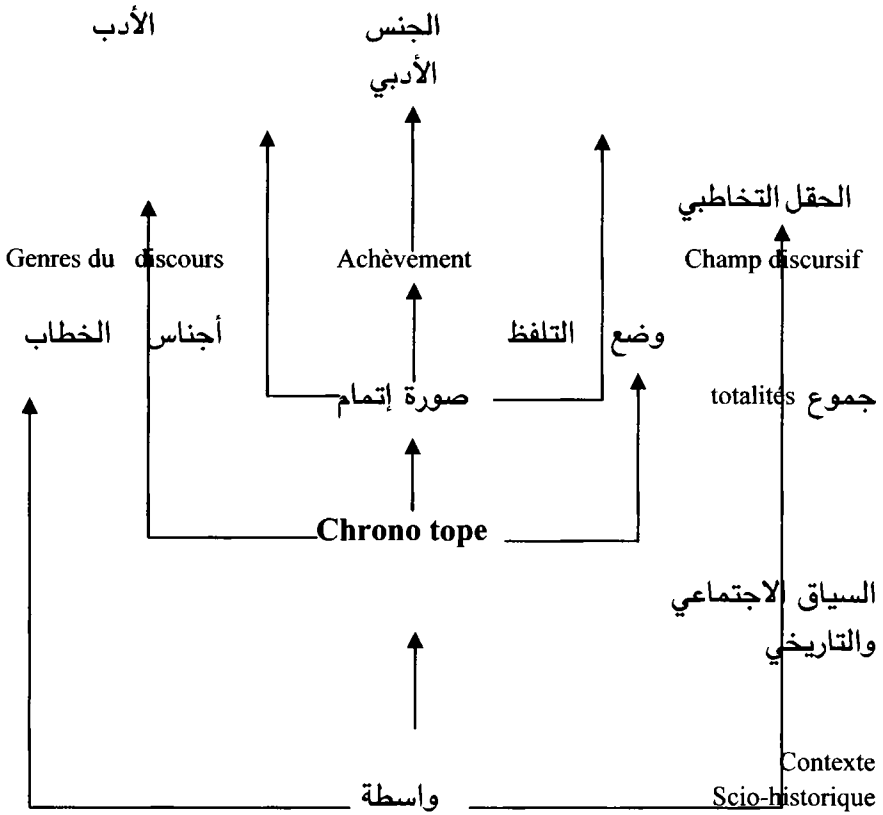 الجنس الأدب
الأدبي
الحقل التخاطبي
Genres du discours Achèvement Champ discursif
وضع التلفظ أجناس الخطاب
جموع totalités صورة إتمام
Chrono tope
السياق الاجتماعي
والتاريخي
Contexte
واسطة Scio-historique